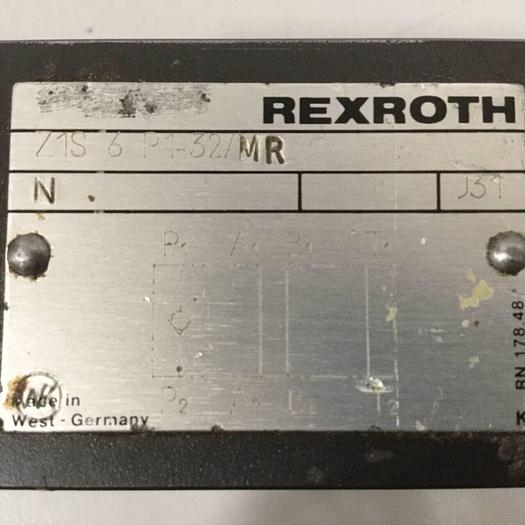 REXROTH
Z1S 6 P1-32/MR
N. J31
P1 A1 B1 T1
P2 A2 B2 T2
Made in
West-Germany
RN 178 48/
K